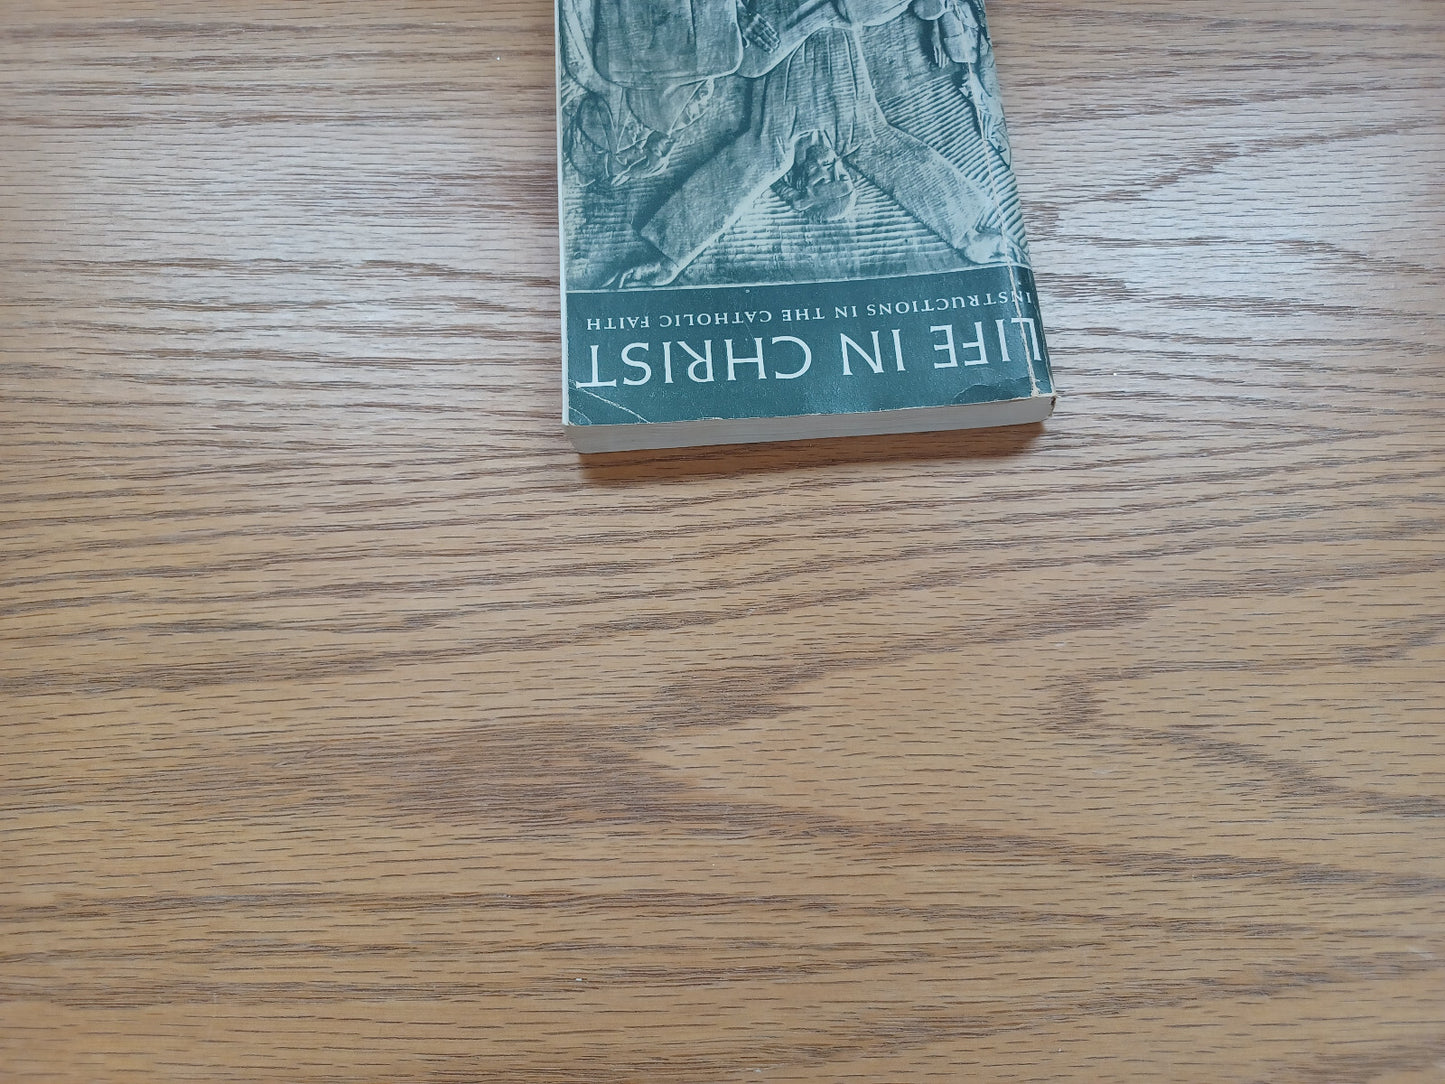 LIFE IN CHRIST
INSTRUCTIONS IN THE CATHOLIC FAITH